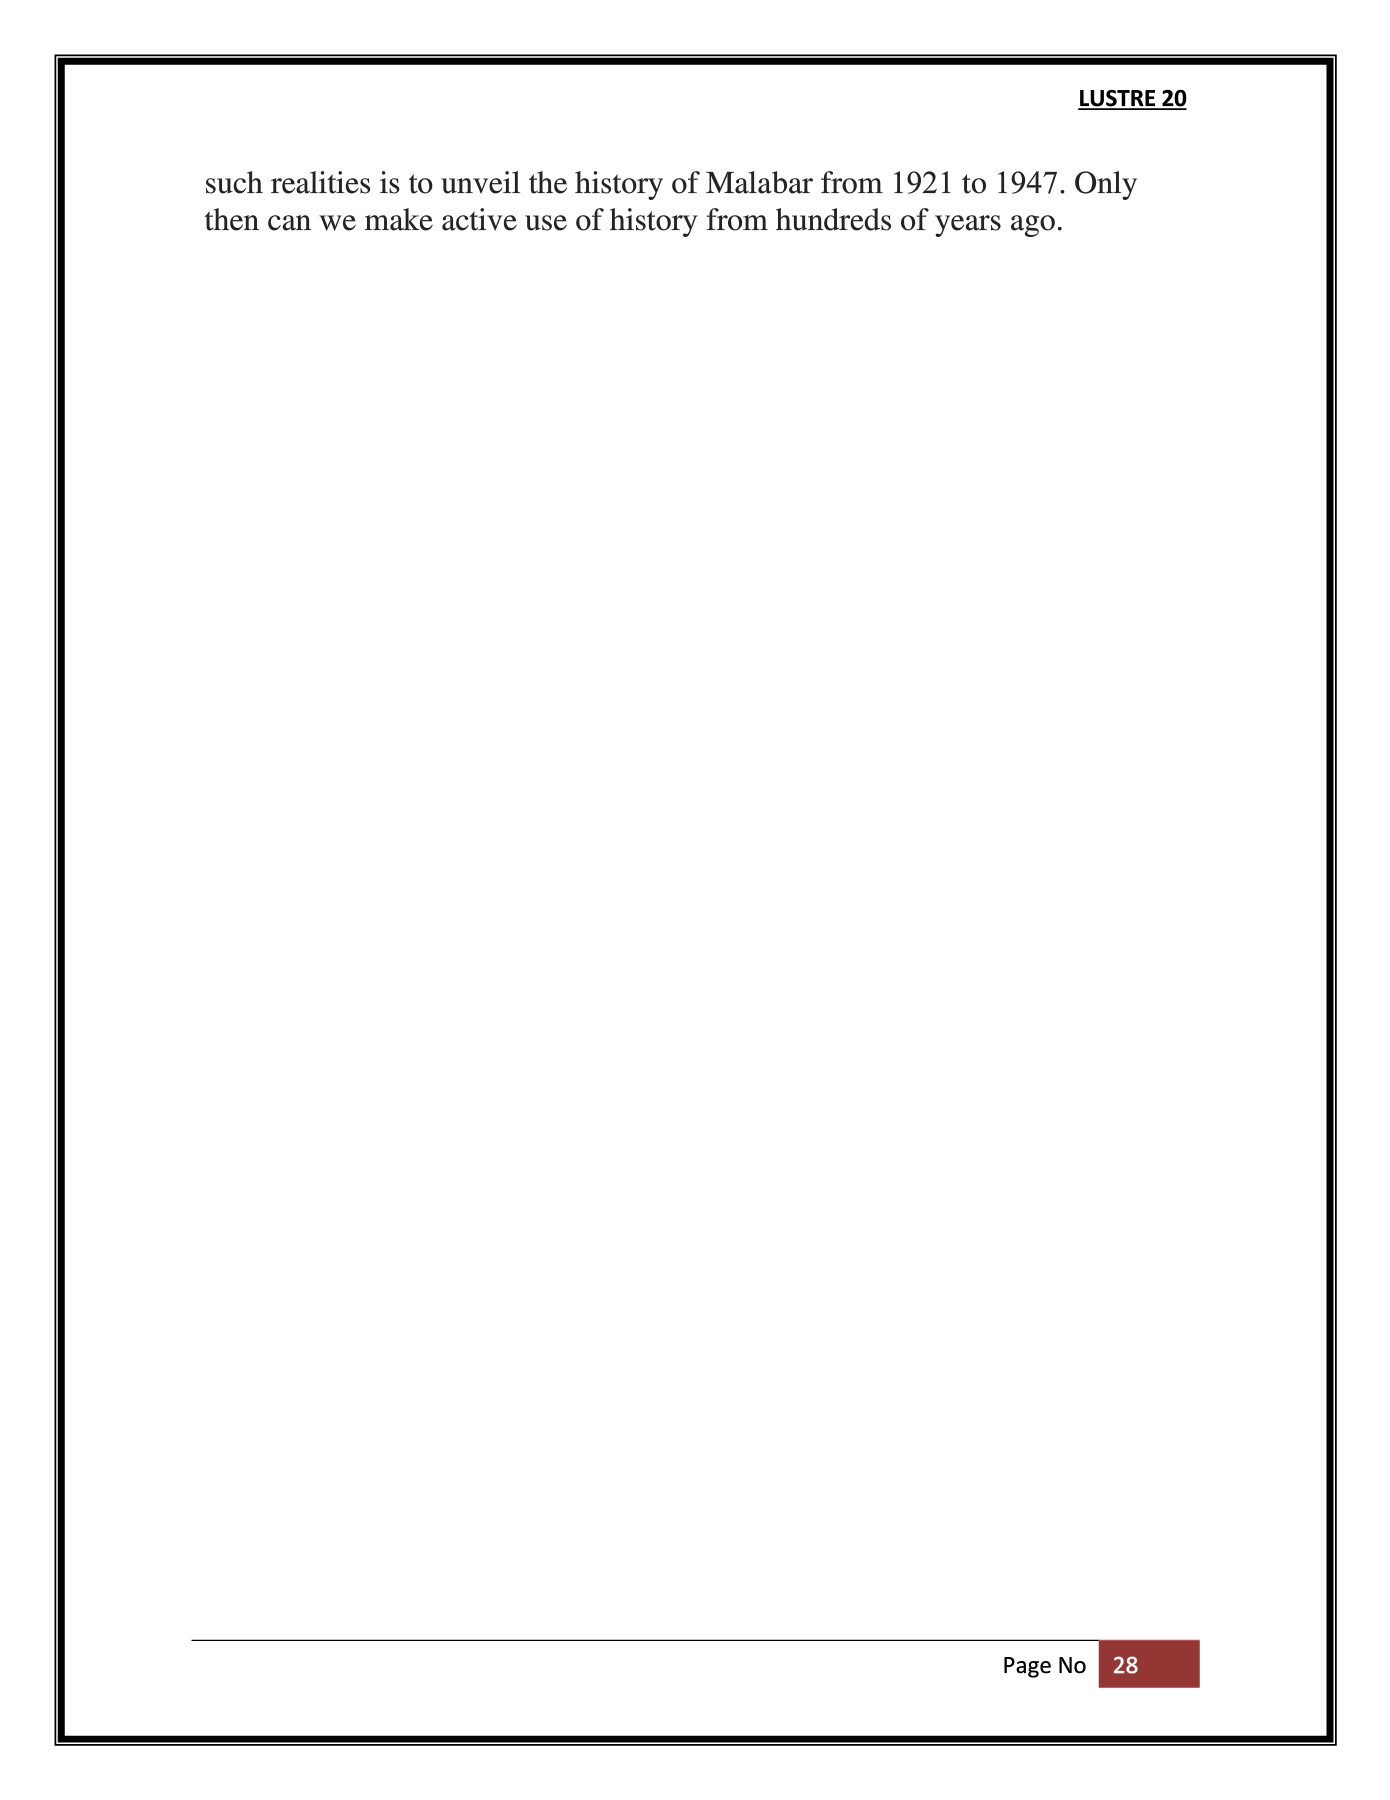 LUSTRE 20
such realities is to unveil the history of Malabar from 1921 to 1947. Only
then can we make active use of history from hundreds of years ago.
Page No 28